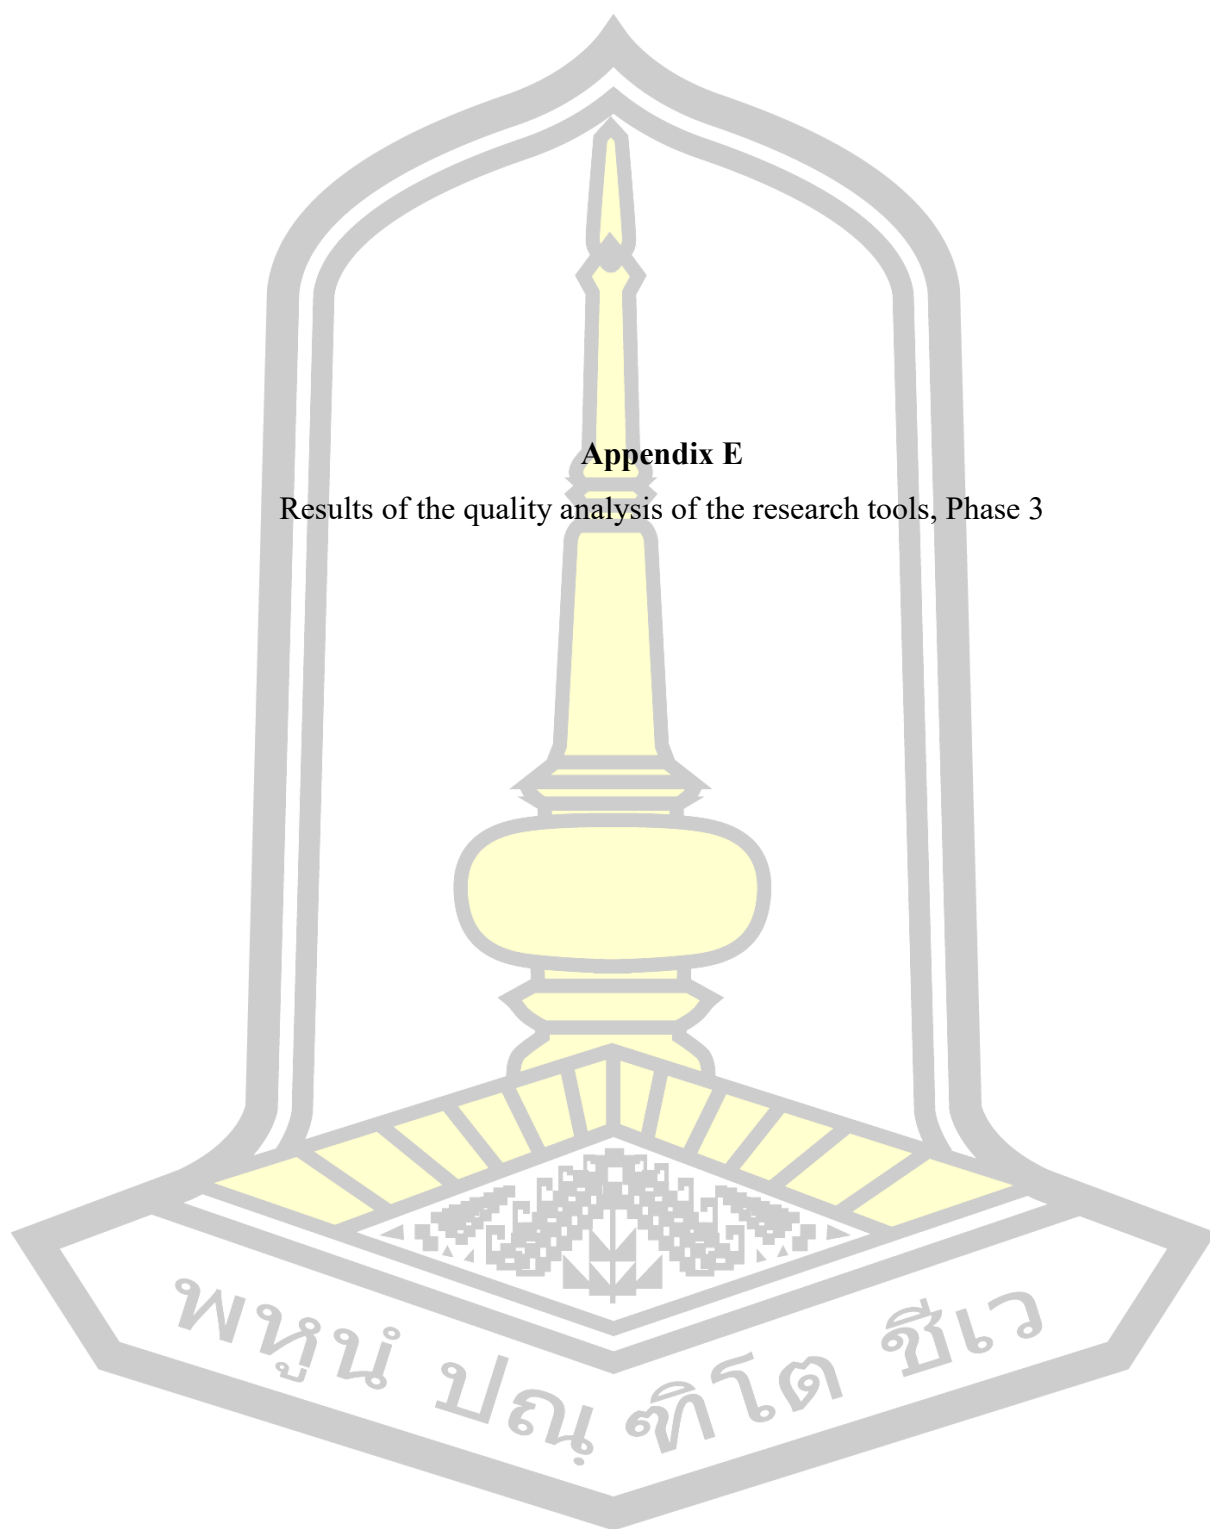 Appendix E
Results of the quality analysis of the research tools, Phase 3
พหูนํ ปณฺฑิโต ชีเว